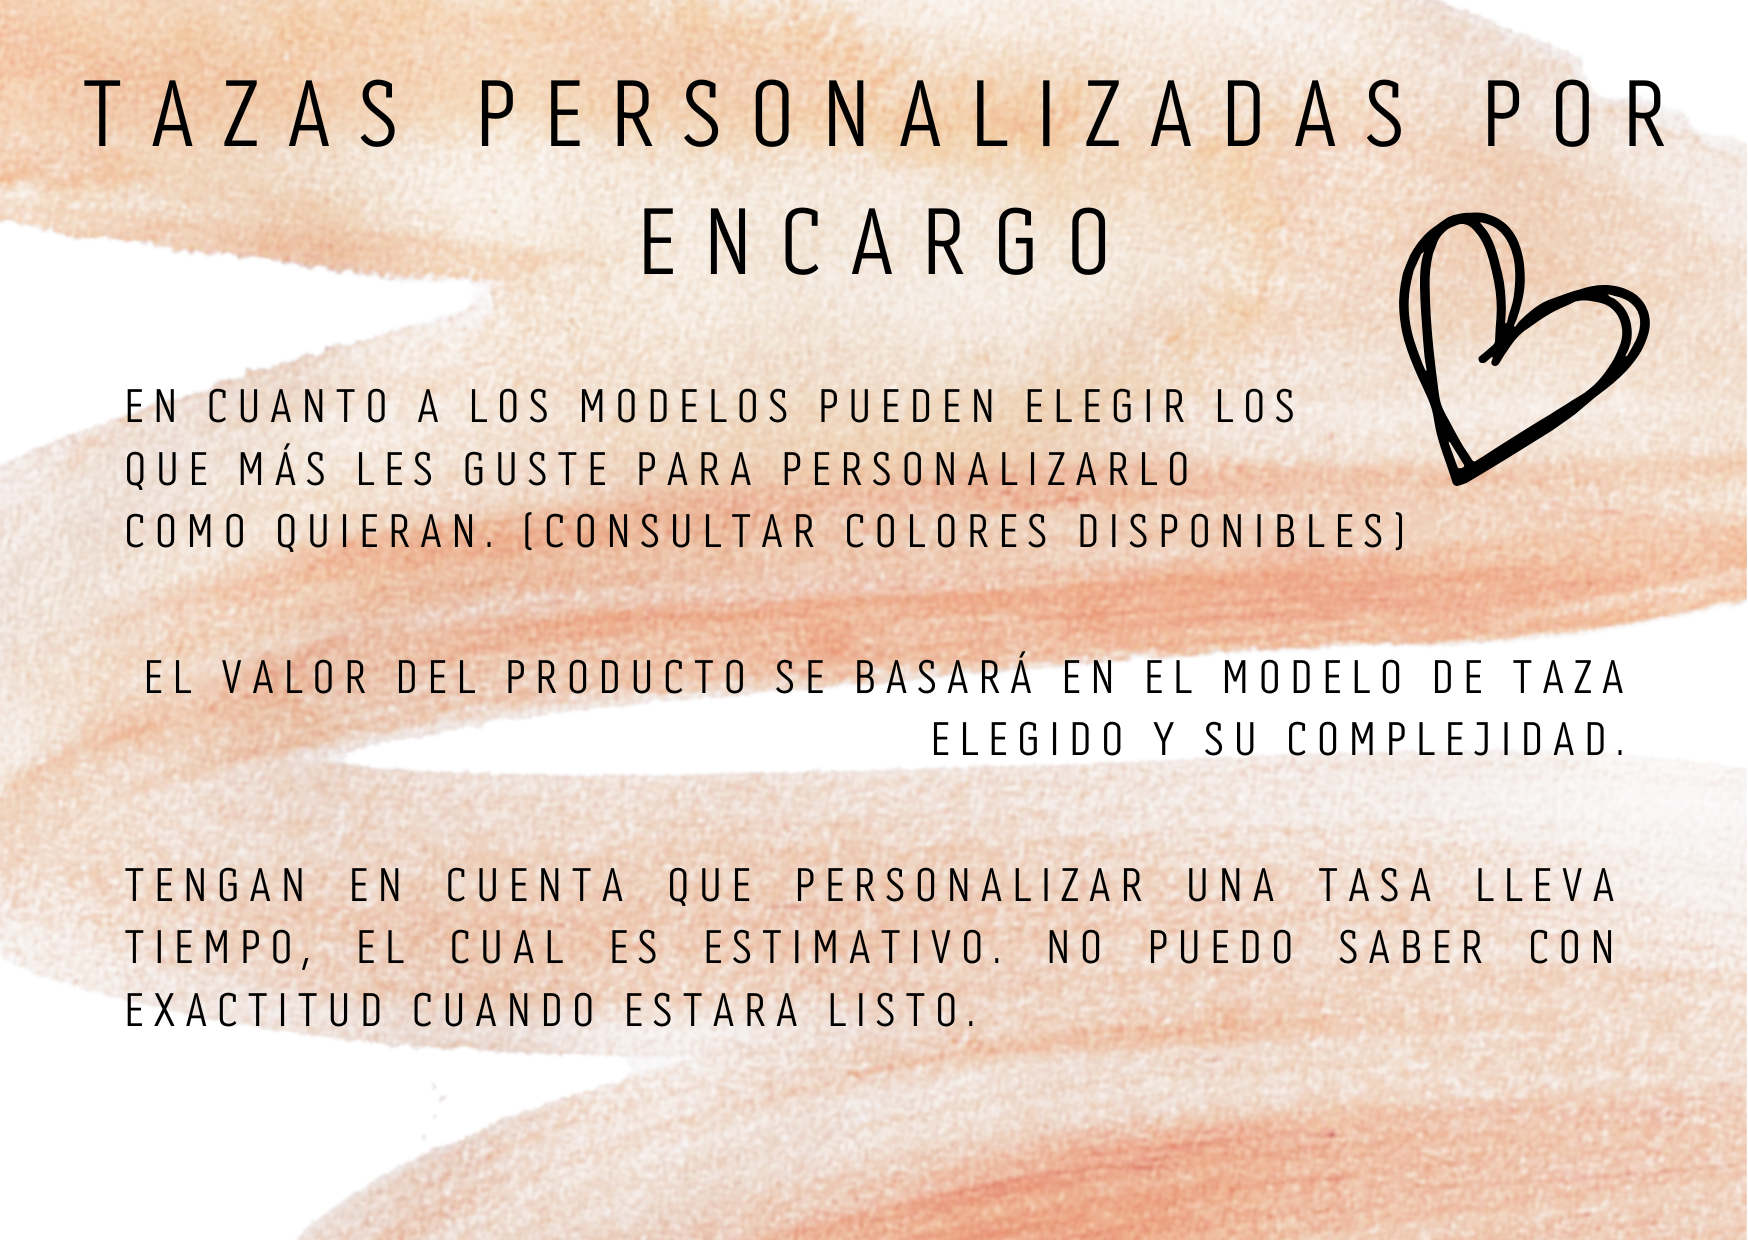 TAZAS PERSONALIZADAS POR
ENCARGO
EN CUANTO A LOS MODELOS PUEDEN ELEGIR LOS
QUE MÁS LES GUSTE PARA PERSONALIZARLO
COMO QUIERAN. (CONSULTAR COLORES DISPONIBLES)
EL VALOR DEL PRODUCTO SE BASARÁ EN EL MODELO DE TAZA
ELEGIDO Y SU COMPLEJIDAD.
TENGAN EN CUENTA QUE PERSONALIZAR UNA TASA LLEVA
TIEMPO, EL CUAL ES ESTIMATIVO. NO PUEDO SABER CON
EXACTITUD CUANDO ESTARA LISTO.